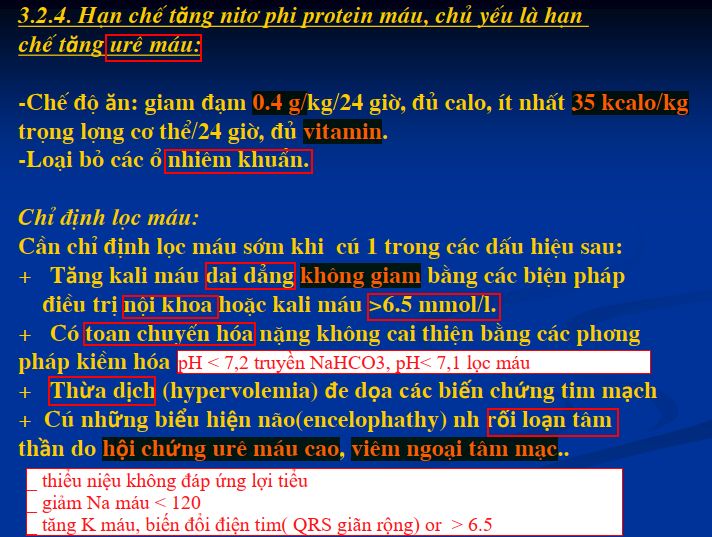 3.2.4. Hạn chế tăng nitơ phi protein máu, chủ yếu là hạn
chế tăng urê máu:
-Chế độ ăn: giam đạm 0.4 g/kg/24 giờ, đủ calo, ít nhất 35 kcalo/kg
trọng lợng cơ thể/24 giờ, đủ vitamin.
-Loại bỏ các ổ nhiêm khuẩn.
Chỉ định lọc máu:
Cần chỉ định lọc máu sớm khi cú 1 trong các dấu hiệu sau:
+ Tăng kali máu dai dẳng không giam bằng các biện pháp
điều trị nội khoa hoặc kali máu >6.5 mmol/l.
+ Có toan chuyến hóa nặng không cai thiện bằng các phơng
pháp kiềm hóa pH < 7,2 truyền NaHCO3, pH< 7,1 lọc máu
+ Thừa dịch (hypervolemia) đe dọa các biến chứng tim mạch
+ Cú những biểu hiện não(encelophathy) nh rối loạn tâm
thần do hội chứng urê máu cao, viêm ngoại tâm mạc..
_ thiểu niệu không đáp ứng lợi tiểu
_ giảm Na máu < 120
_ tăng K máu, biến đổi điện tim( QRS giãn rộng) or > 6.5